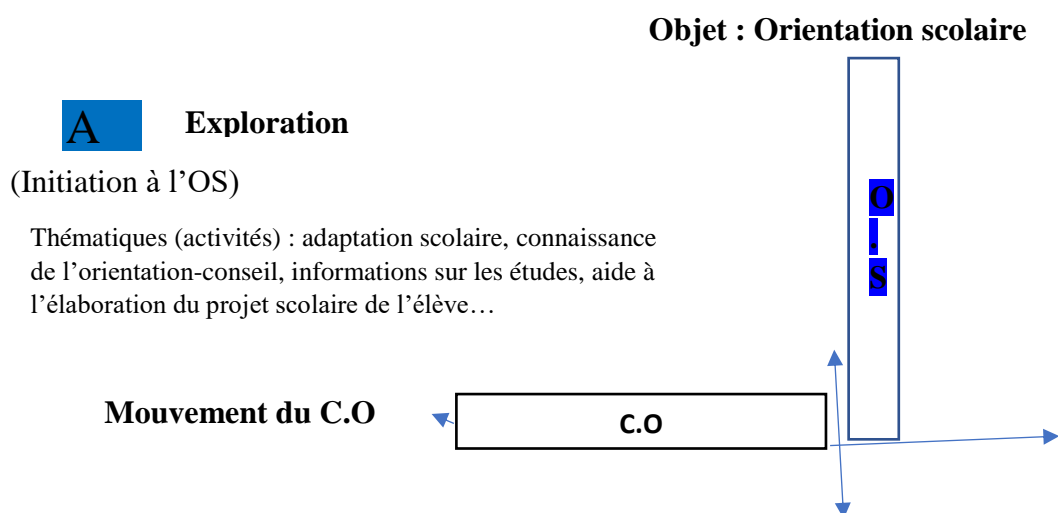 Objet : Orientation scolaire
A Exploration
(Initiation à l’OS)
Thématiques (activités) : adaptation scolaire, connaissance
de l’orientation-conseil, informations sur les études, aide à
l’élaboration du projet scolaire de l’élève…
O
.
S
Mouvement du C.O
C.O